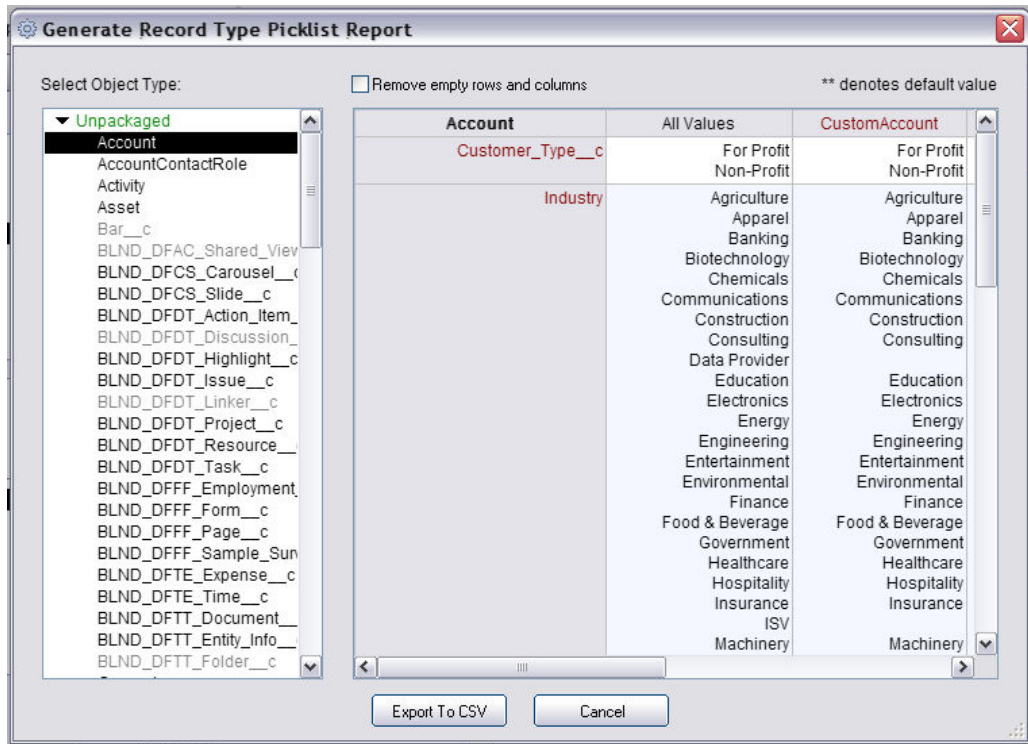 Generate Record Type Picklist Report
Select Object Type:
Remove empty rows and columns
** denotes default value
Unpackaged
Account
AccountContactRole
Activity
Asset
Bar__c
BLND_DFAC_Shared_View
BLND_DFCS_Carousel__c
BLND_DFCS_Slide__c
BLND_DFDT_Action_Item_
BLND_DFDT_Discussion_
BLND_DFDT_Highlight__c
BLND_DFDT_Issue__c
BLND_DFDT_Linker__c
BLND_DFDT_Project__c
BLND_DFDT_Resource__
BLND_DFDT_Task__c
BLND_DFFF_Employment_
BLND_DFFF_Form__c
BLND_DFFF_Page__c
BLND_DFFF_Sample_Sur
BLND_DFTE_Expense__c
BLND_DFTE_Time__c
BLND_DFTT_Document__
BLND_DFTT_Entity_Info__
BLND_DFTT_Folder__c
Account All Values CustomAccount
Customer_Type__c For Profit For Profit
Non-Profit Non-Profit
Industry Agriculture Agriculture
Apparel Apparel
Banking Banking
Biotechnology Biotechnology
Chemicals Chemicals
Communications Communications
Construction Construction
Consulting Consulting
Data Provider
Education Education
Electronics Electronics
Energy Energy
Engineering Engineering
Entertainment Entertainment
Environmental Environmental
Finance Finance
Food & Beverage Food & Beverage
Government Government
Healthcare Healthcare
Hospitality Hospitality
Insurance Insurance
ISV
Machinery Machinery
Export To CSV
Cancel